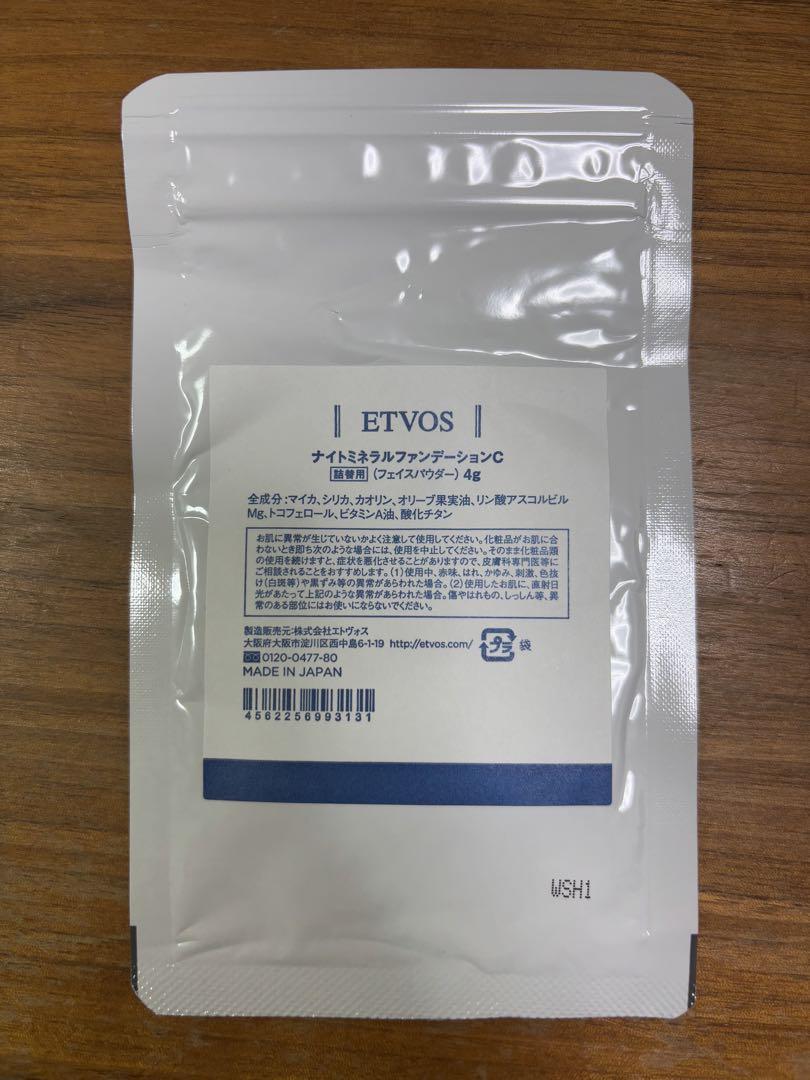 ETVOS
ナイトミネラルファンデーションC
詰替用 (フェイスパウダー) 4g
全成分:マイカ、シリカ、カオリン、オリーブ果実油、リン酸アスコルビル
Mg、トコフェロール、ビタミンA油、酸化チタン
お肌に異常が生じていないかよく注意して使用してください。化粧品がお肌に合
わないとき即ち次のような場合には、使用を中止してください。そのまま化粧品類
の使用を続けますと、症状を悪化させることがありますので、皮膚科専門医等に
ご相談されることをおすすめします。(1)使用中、赤味、はれ、かゆみ、刺激、色抜
け(白斑等)や黒ずみ等の異常があらわれた場合。(2)使用したお肌に、直射日
光があたって上記のような異常があらわれた場合。傷やはれもの、しっしん等、異
常のある部位にはお使いにならないでください。
製造販売元:株式会社エトヴォス
大阪府大阪市淀川区西中島6-1-19 http://etvos.com/ プラ 袋
0120-0477-80
MADE IN JAPAN
4562256993131
WSH1